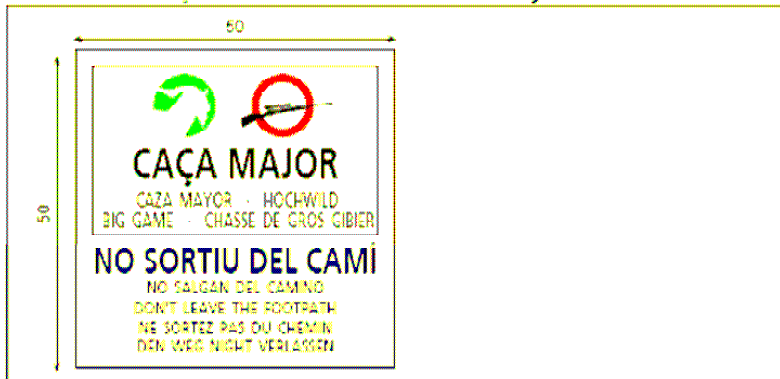 50
50
CAÇA MAJOR
CAZA MAYOR - HOCHWILD
BIG GAME - CHASSE DE GROS GIBIER
NO SORTIU DEL CAMÍ
NO SALGAN DEL CAMINO
DON'T LEAVE THE FOOTPATH
NE SORTEZ PAS DU CHEMIN
DEN WEG NIGHT VERLASSEN